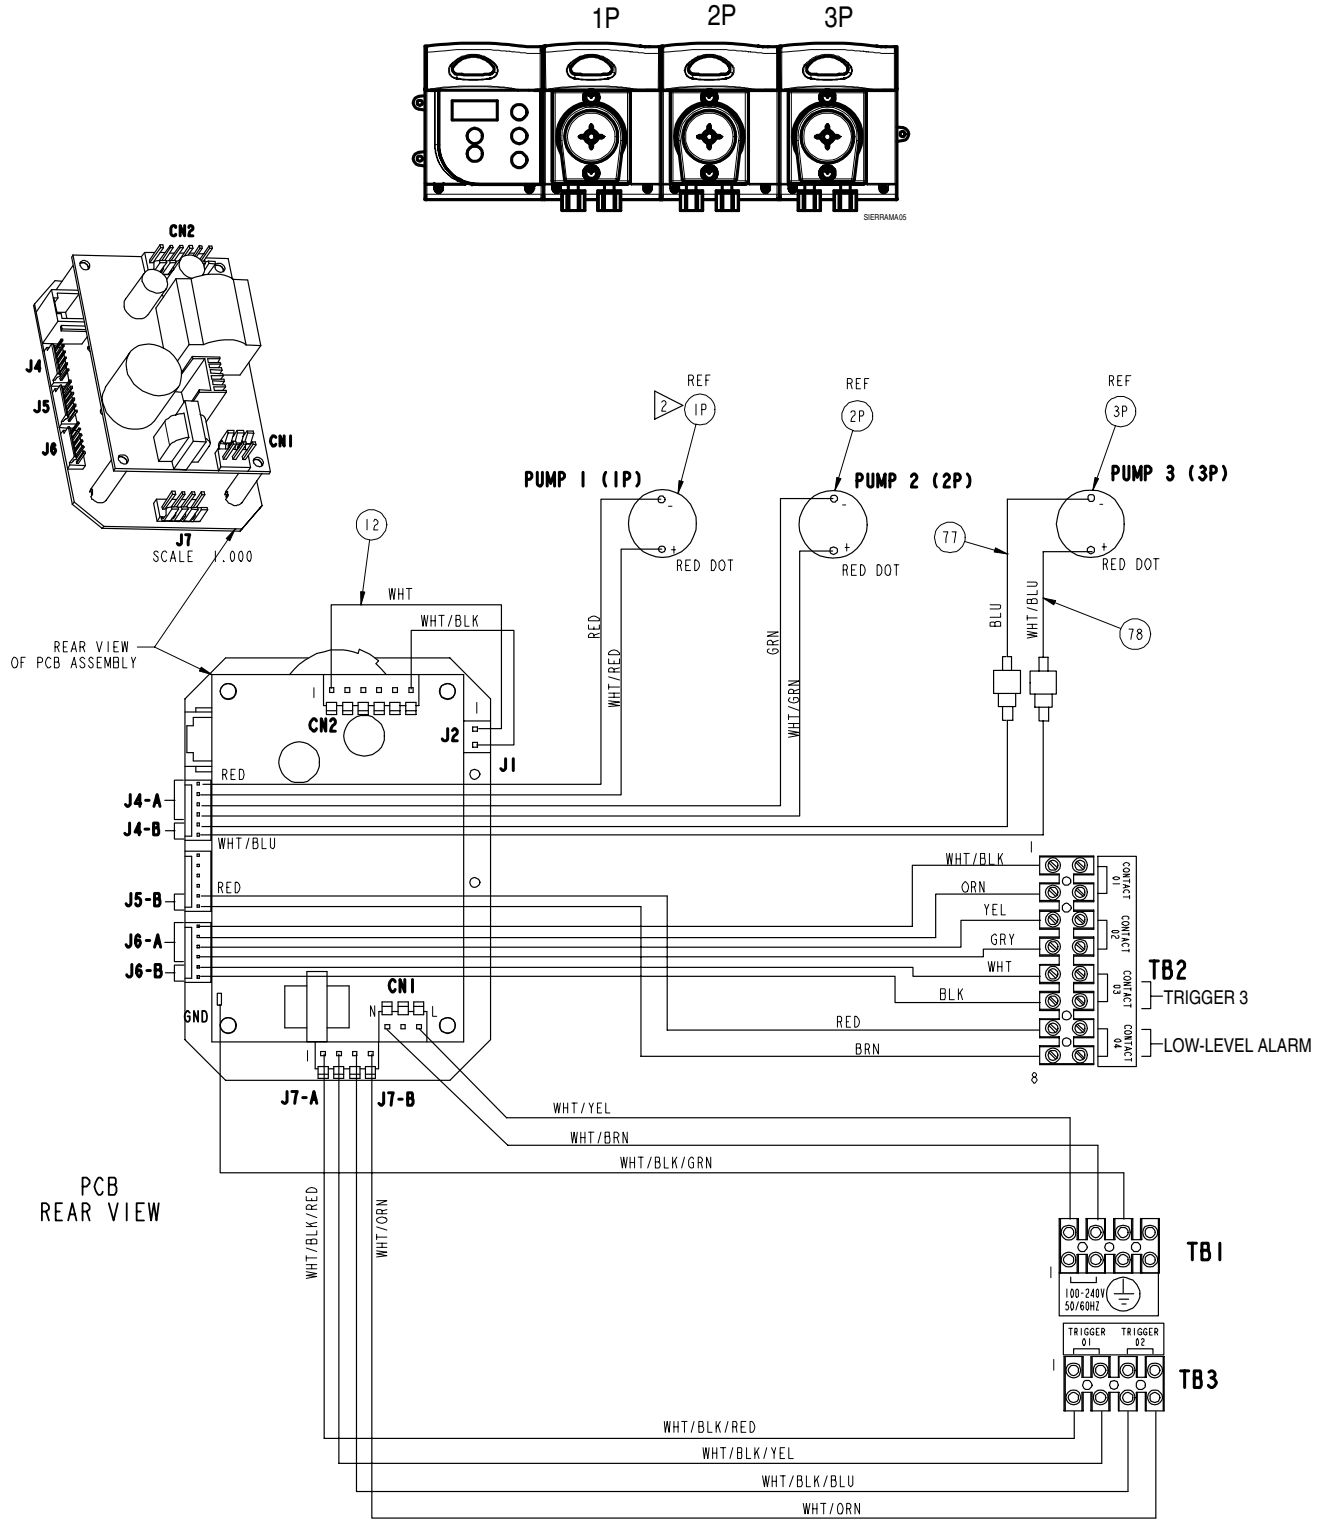 1P 2P 3P
SIERRAMA05
CN2
J4
J5
J6
CN1
J7
SCALE 1.000
REAR VIEW
OF PCB ASSEMBLY
12
WHT
WHT/BLK
REF
2
1P
PUMP 1 (1P)
-
+
RED DOT
REF
2P
PUMP 2 (2P)
-
+
RED DOT
REF
3P
PUMP 3 (3P)
-
+
RED DOT
77
78
RED
WHT/RED
GRN
WHT/GRN
BLU
WHT/BLU
1
CN2
1
J2
J1
RED
J4-A
J4-B
WHT/BLU
RED
J5-B
J6-A
J6-B
GND
CN1
N L
1
J7-A J7-B
1
WHT/BLK
ORN
YEL
GRY
WHT
BLK
RED
BRN
8
CONTACT
01
CONTACT
02
CONTACT
03
CONTACT
04
TB2
TRIGGER 3
LOW-LEVEL ALARM
WHT/YEL
WHT/BRN
WHT/BLK/GRN
PCB
REAR VIEW
WHT/BLK/RED
WHT/ORN
TB1
1
100-240V
50/60HZ
TRIGGER
01
TRIGGER
02
1
TB3
WHT/BLK/RED
WHT/BLK/YEL
WHT/BLK/BLU
WHT/ORN